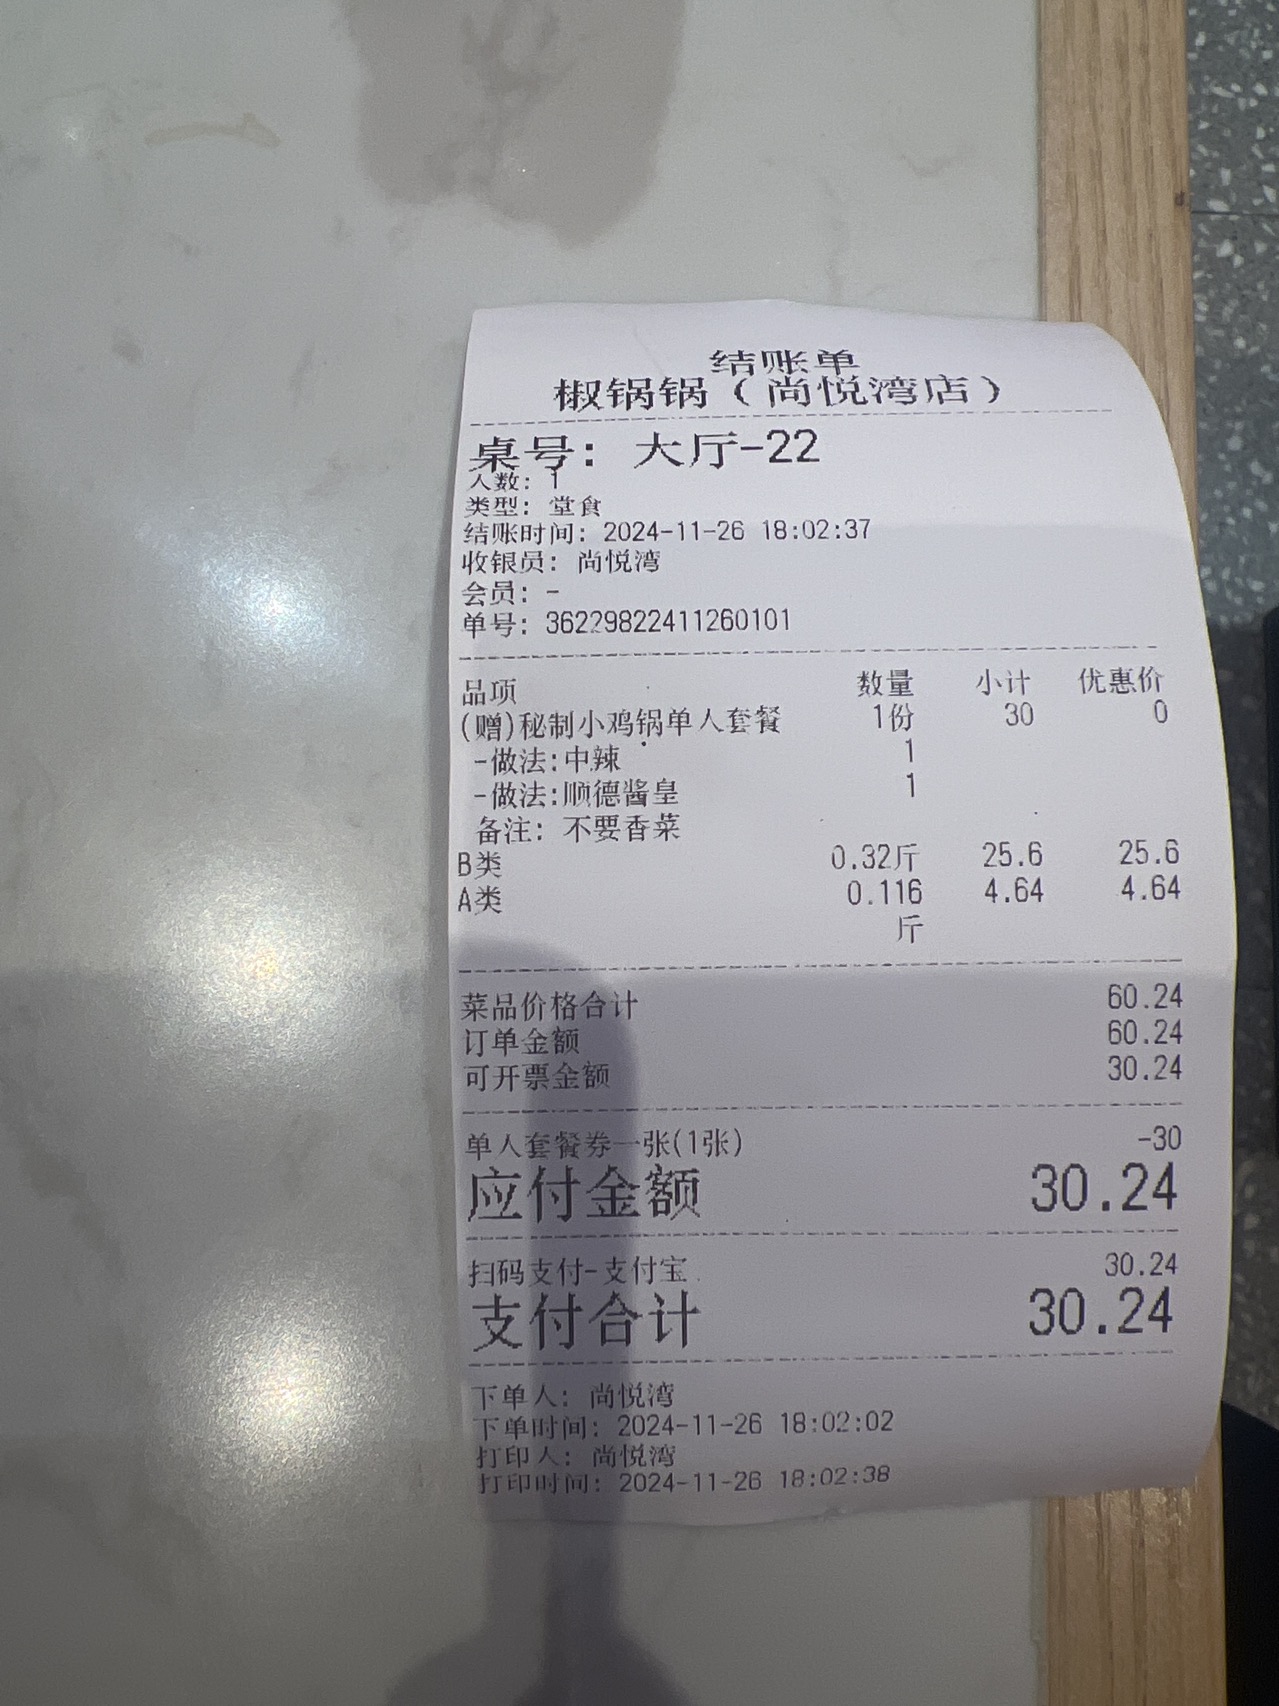 结账单
椒锅锅（尚悦湾店）
桌号：大厅-22
人数：1
类型：堂食
结账时间：2024-11-26 18:02:37
收银员：尚悦湾
会员：-
单号：36229822411260101
品项 数量 小计 优惠价
(赠)秘制小鸡锅单人套餐 1份 30 0
-做法:中辣 1
-做法:顺德酱皇 1
备注：不要香菜
B类 0.32斤 25.6 25.6
A类 0.116 4.64 4.64
斤
菜品价格合计 60.24
订单金额 60.24
可开票金额 30.24
单人套餐券一张(1张) -30
应付金额 30.24
扫码支付-支付宝 30.24
支付合计 30.24
下单人：尚悦湾
下单时间：2024-11-26 18:02:02
打印人：尚悦湾
打印时间：2024-11-26 18:02:38